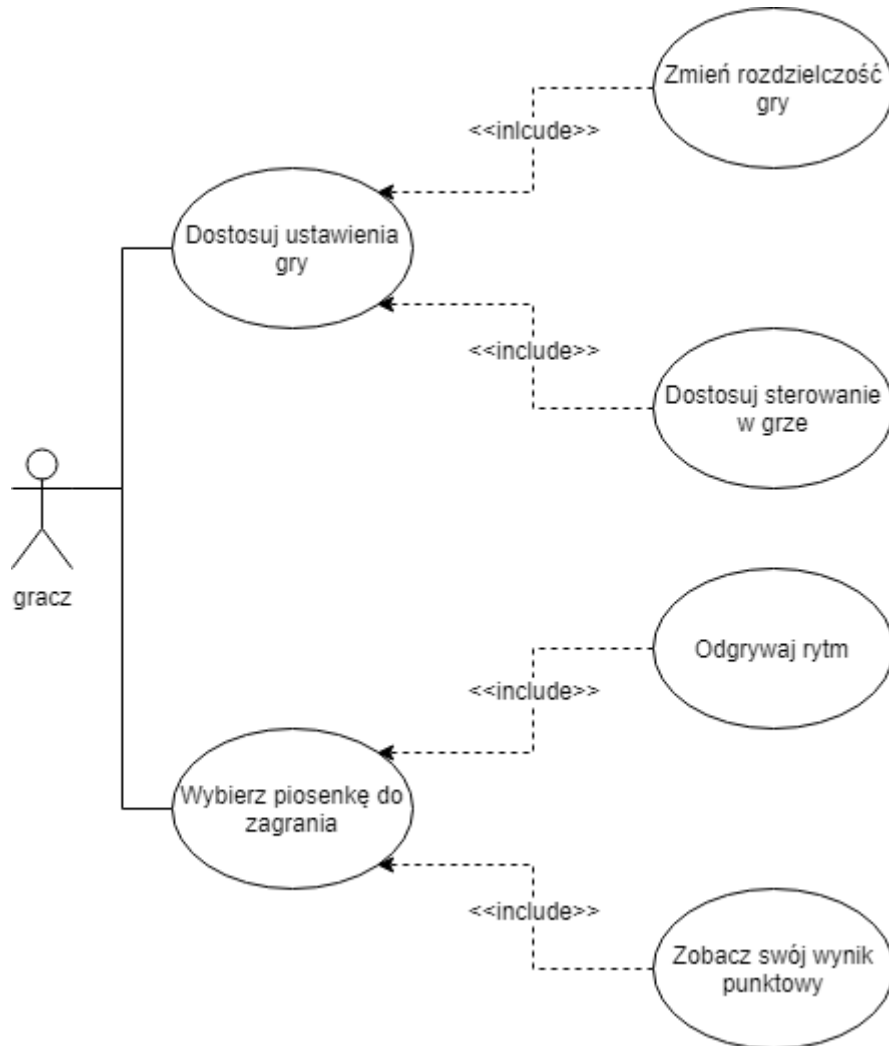 Zmień rozdzielczość
gry
<<inlcude>>
Dostosuj ustawienia
gry
<<include>>
Dostosuj sterowanie
w grze
gracz
Odgrywaj rytm
<<include>>
Wybierz piosenkę do
zagrania
<<include>>
Zobacz swój wynik
punktowy